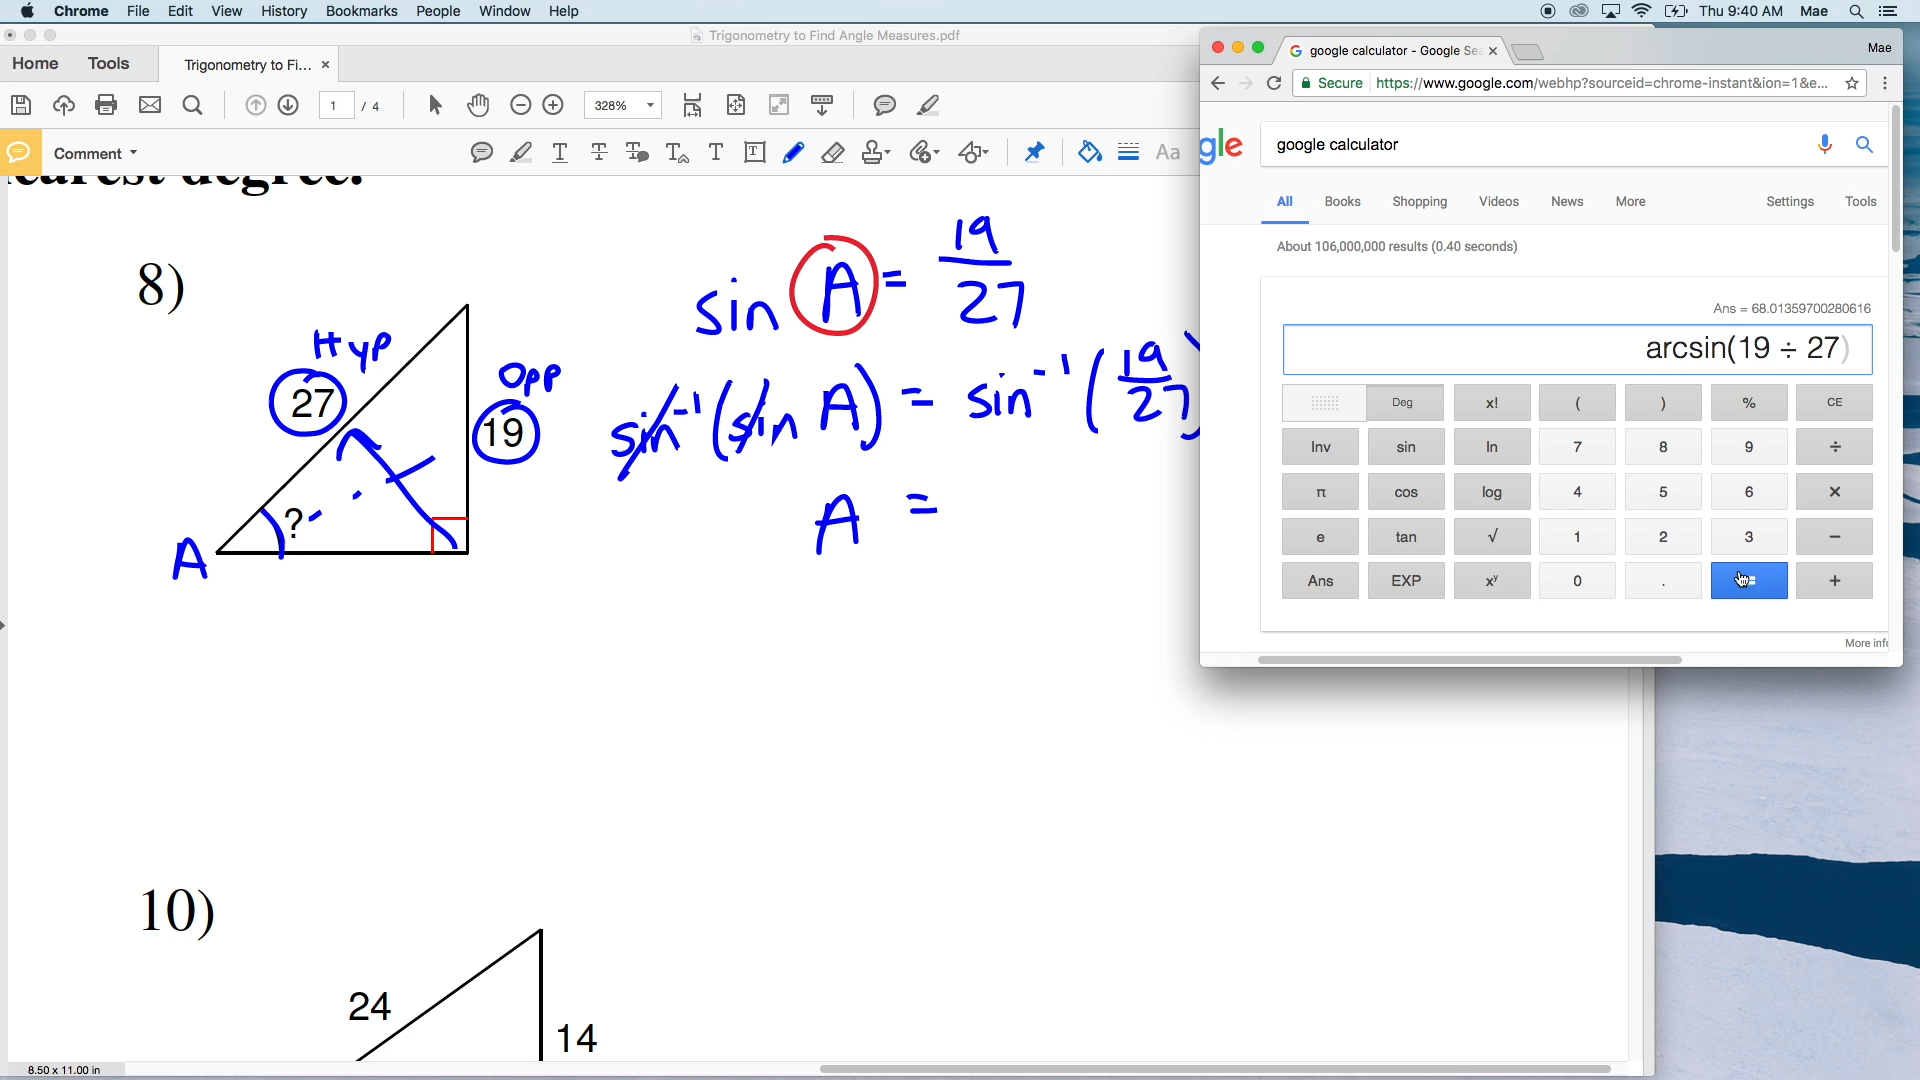 Chrome File Edit View History Bookmarks People Window Help
Thu 9:40 AM Mae
Trigonometry to Find Angle Measures.pdf
Home Tools Trigonometry to Fi... ×
1 / 4 328%
Comment
Aa
earest degree.
8)
Hyp
27
Opp
19
?
A
sin A = 19/27
sin⁻¹(sin A) = sin⁻¹(19/27)
A =
10)
24
14
8.50 x 11.00 in
google calculator - Google Sea ×
Mae
Secure https://www.google.com/webhp?sourceid=chrome-instant&ion=1&e...
gle google calculator
All Books Shopping Videos News More Settings Tools
About 106,000,000 results (0.40 seconds)
Ans = 68.01359700280616
arcsin(19 ÷ 27)
Deg x! ( ) % CE
Inv sin ln 7 8 9 ÷
π cos log 4 5 6 ×
e tan √ 1 2 3 −
Ans EXP xʸ 0 . = +
More info